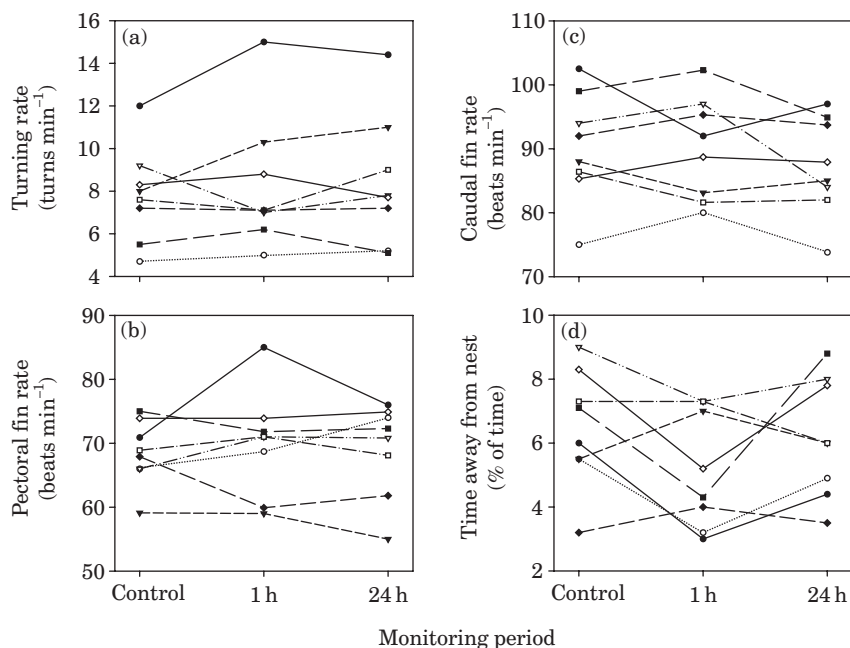 (a)
Turning rate
(turns min⁻¹)
16
14
12
10
8
6
4
(c)
Caudal fin rate
(beats min⁻¹)
110
100
90
80
70
(b)
Pectoral fin rate
(beats min⁻¹)
90
80
70
60
50
Control
1 h
24 h
(d)
Time away from nest
(% of time)
10
8
6
4
2
Control
1 h
24 h
Monitoring period